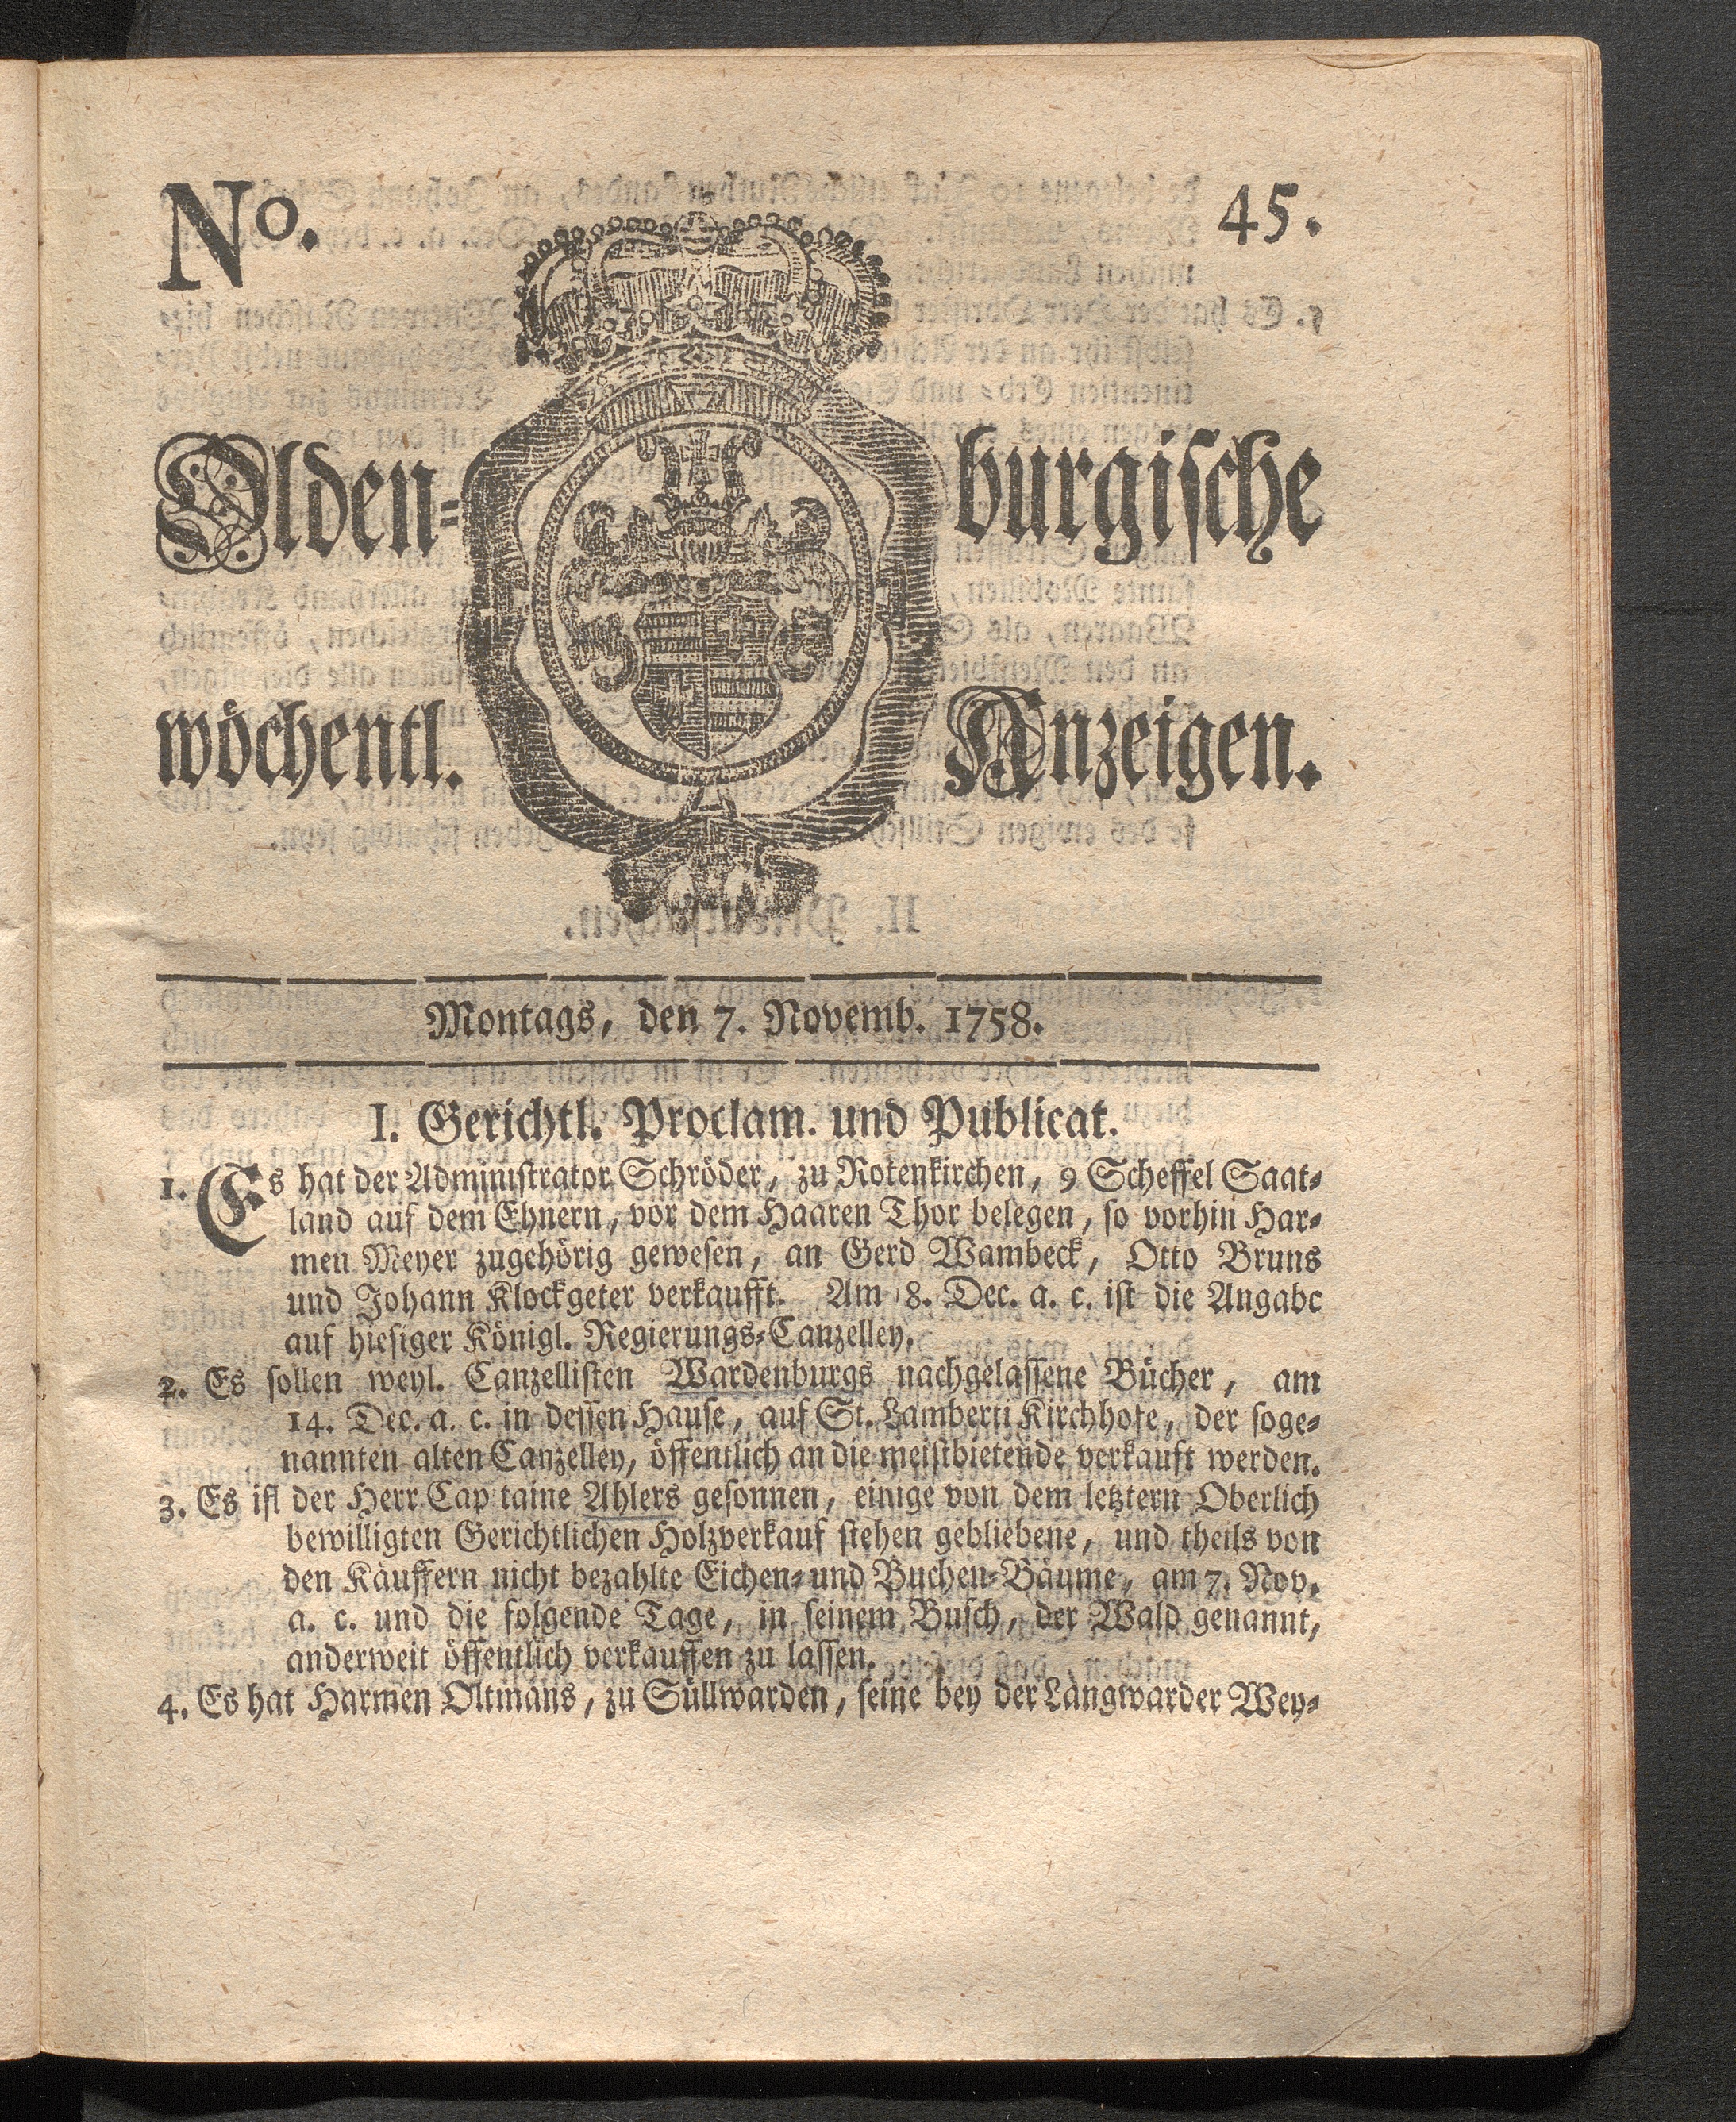 No. 45.
Olden= burgische
wöchentl. Anzeigen.
Montags, den 7. Novemb. 1758.
I. Gerichtl. Proclam. und Publicat.
1. Es hat der Administrator Schröder, zu Rotenkirchen, 9 Scheffel Saat=
land auf dem Ehnern, vor dem Haaren Thor belegen, so vorhin Har=
men Meyer zugehörig gewesen, an Gerd Wambeck, Otto Bruns
und Johann Klockgeter verkaufft. Am 8. Dec. a. c. ist die Angabe
auf hiesiger Königl. Regierungs=Canzelley.
2. Es sollen weyl. Canzellisten Wardenburgs nachgelassene Bücher, am
14. Dec. a. c. in dessen Hause, auf St. Lamberti Kirchhofe, der soge=
nannten alten Canzelley, öffentlich an die meistbietende verkauft werden.
3. Es ist der Herr Cap taine Ahlers gesonnen, einige von dem letztern Oberlich
bewilligten Gerichtlichen Holzverkauf stehen gebliebene, und theils von
den Käuffern nicht bezahlte Eichen= und Buchen=Bäume, am 7. Nov.
a. c. und die folgende Tage, in seinem Busch, der Wald genannt,
anderweit öffentlich verkauffen zu lassen.
4. Es hat Harmen Oltmans, zu Süllwarden, seine bey der Langwarder Wey=